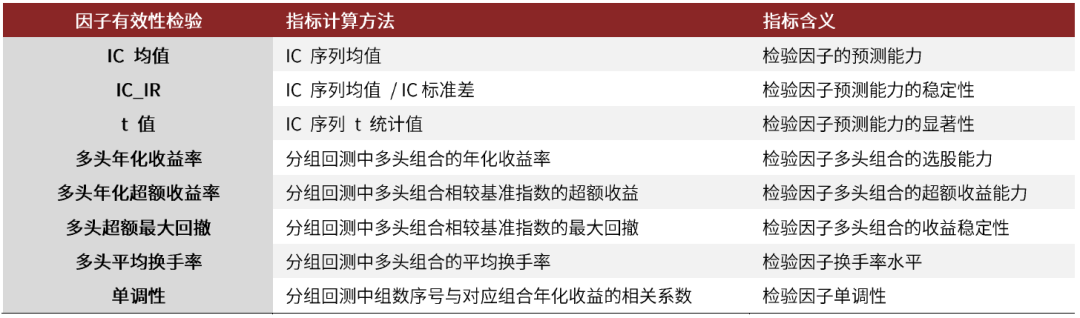 因子有效性检验 指标计算方法 指标含义
IC 均值 IC 序列均值 检验因子的预测能力
IC_IR IC 序列均值 / IC 标准差 检验因子预测能力的稳定性
t 值 IC 序列 t 统计值 检验因子预测能力的显著性
多头年化收益率 分组回测中多头组合的年化收益率 检验因子多头组合的选股能力
多头年化超额收益率 分组回测中多头组合相较基准指数的超额收益 检验因子多头组合的超额收益能力
多头超额最大回撤 分组回测中多头组合相较基准指数的最大回撤 检验因子多头组合的收益稳定性
多头平均换手率 分组回测中多头组合的平均换手率 检验因子换手率水平
单调性 分组回测中组数序号与对应组合年化收益的相关系数 检验因子单调性